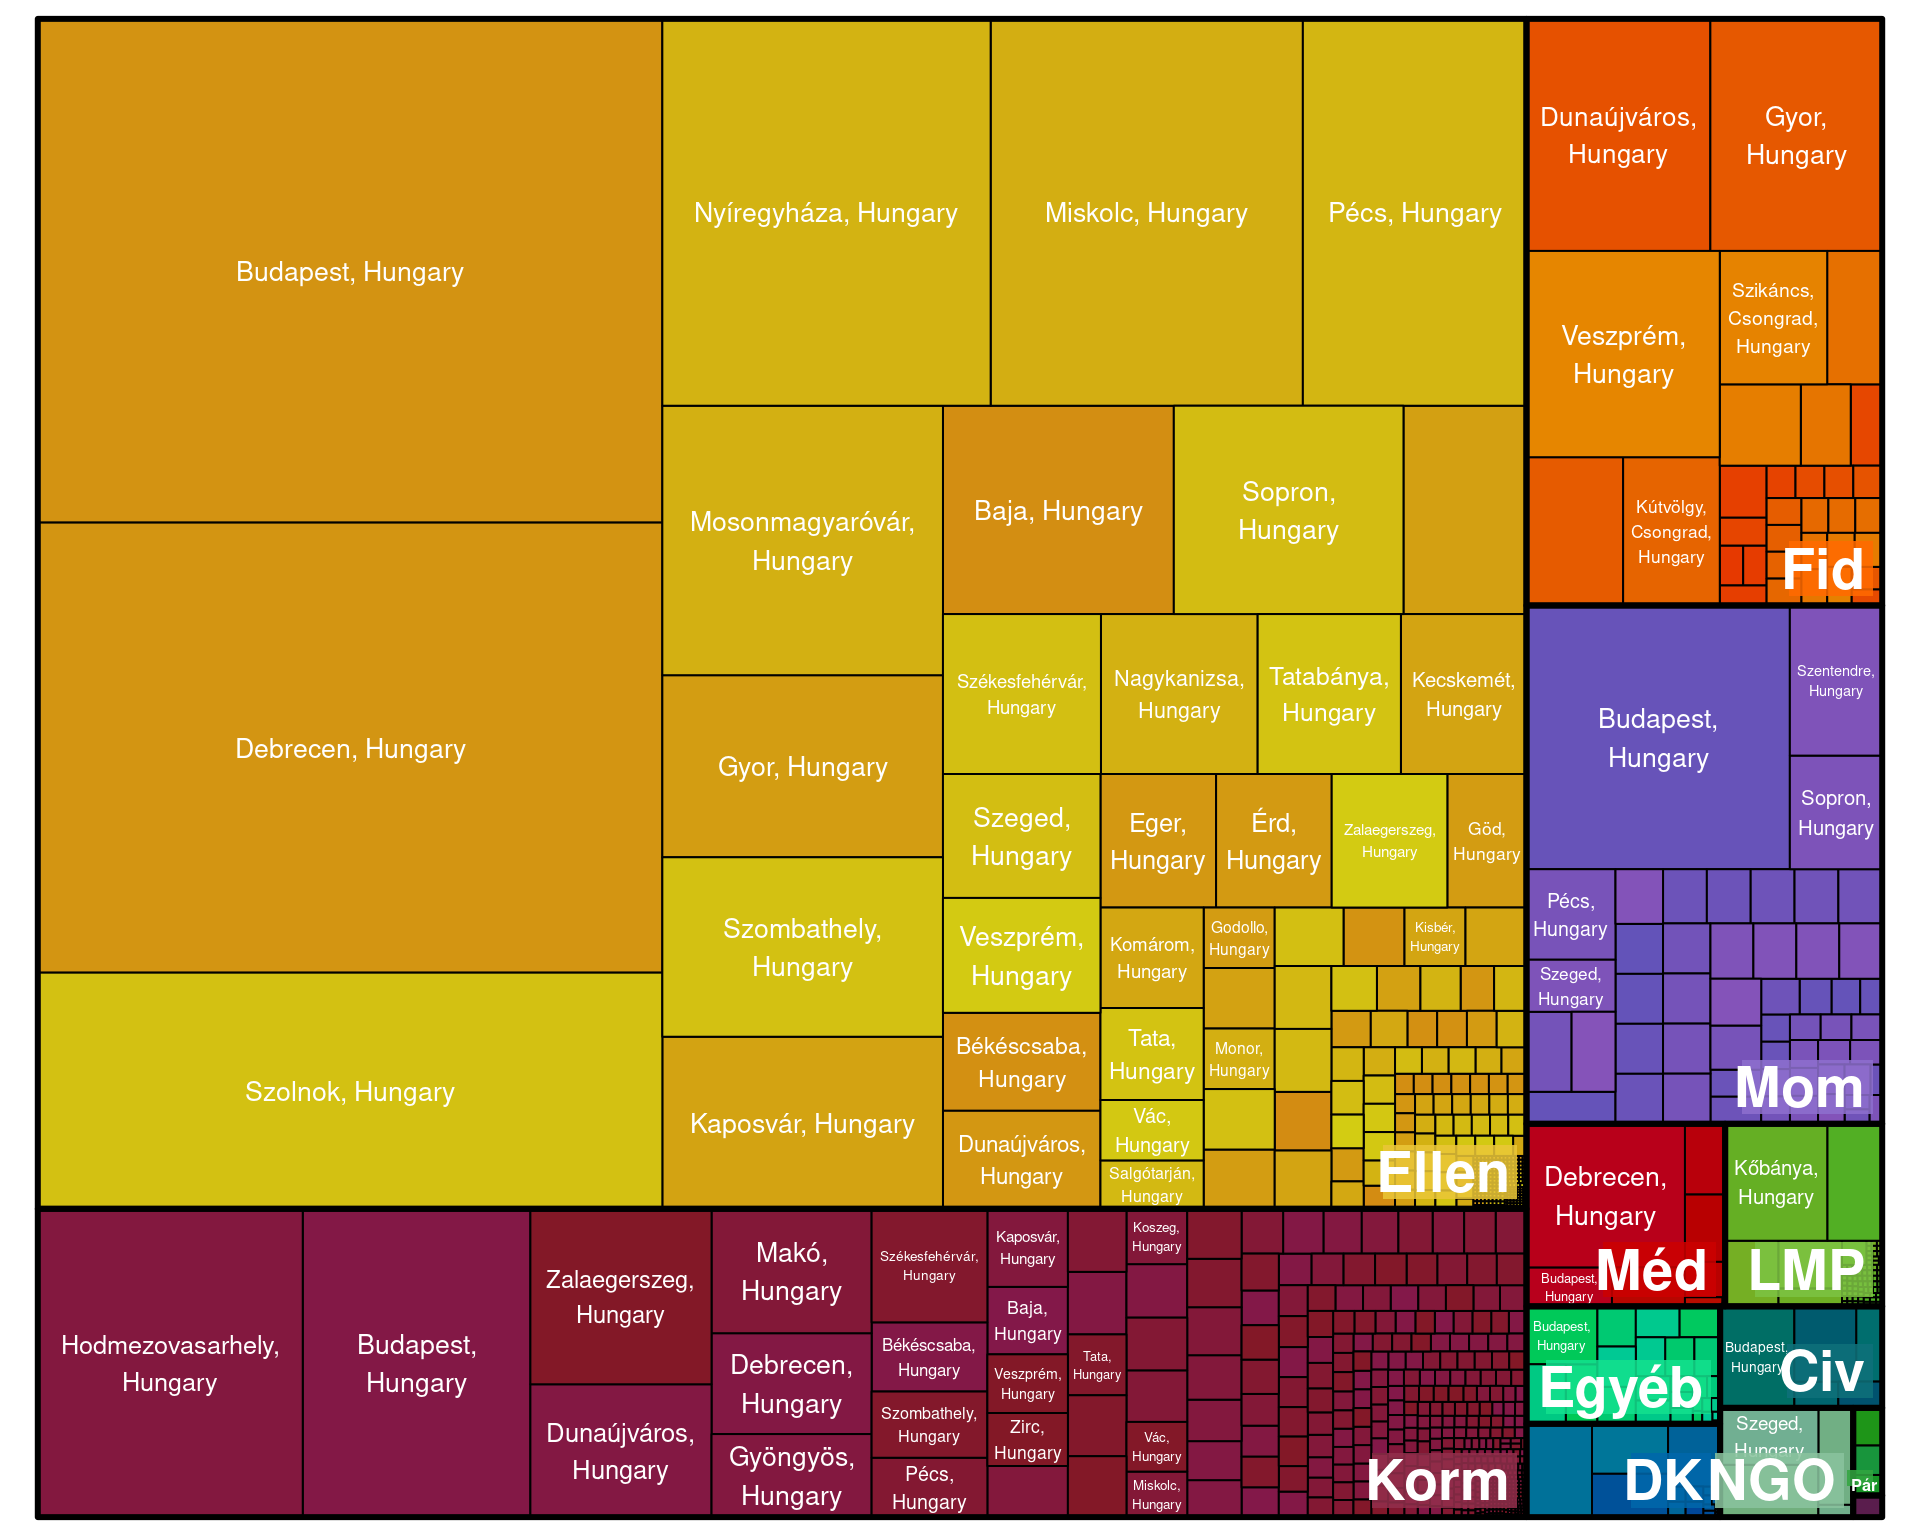 Budapest, Hungary
Debrecen, Hungary
Szolnok, Hungary
Nyíregyháza, Hungary
Miskolc, Hungary
Pécs, Hungary
Mosonmagyaróvár,
Hungary
Baja, Hungary
Sopron,
Hungary
Gyor, Hungary
Szombathely,
Hungary
Kaposvár, Hungary
Székesfehérvár,
Hungary
Nagykanizsa,
Hungary
Tatabánya,
Hungary
Kecskemét,
Hungary
Szeged,
Hungary
Eger,
Hungary
Érd,
Hungary
Zalaegerszeg,
Hungary
Göd,
Hungary
Veszprém,
Hungary
Komárom,
Hungary
Godollo,
Hungary
Kisbér,
Hungary
Békéscsaba,
Hungary
Tata,
Hungary
Monor,
Hungary
Dunaújváros,
Hungary
Vác,
Hungary
Salgótarján,
Hungary
Ellen
Dunaújváros,
Hungary
Gyor,
Hungary
Veszprém,
Hungary
Szikáncs,
Csongrad,
Hungary
Kútvölgy,
Csongrad,
Hungary
Fid
Budapest,
Hungary
Szentendre,
Hungary
Sopron,
Hungary
Pécs,
Hungary
Szeged,
Hungary
Mom
Debrecen,
Hungary
Budapest,
Hungary
Méd
Kőbánya,
Hungary
LMP
Budapest,
Hungary
Egyéb
Budapest,
Hungary
Civ
DK
Szeged,
Hungary
NGO
Pár
Hodmezovasarhely,
Hungary
Budapest,
Hungary
Zalaegerszeg,
Hungary
Dunaújváros,
Hungary
Makó,
Hungary
Debrecen,
Hungary
Gyöngyös,
Hungary
Székesfehérvár,
Hungary
Békéscsaba,
Hungary
Szombathely,
Hungary
Pécs,
Hungary
Kaposvár,
Hungary
Baja,
Hungary
Veszprém,
Hungary
Zirc,
Hungary
Tata,
Hungary
Koszeg,
Hungary
Vác,
Hungary
Miskolc,
Hungary
Korm